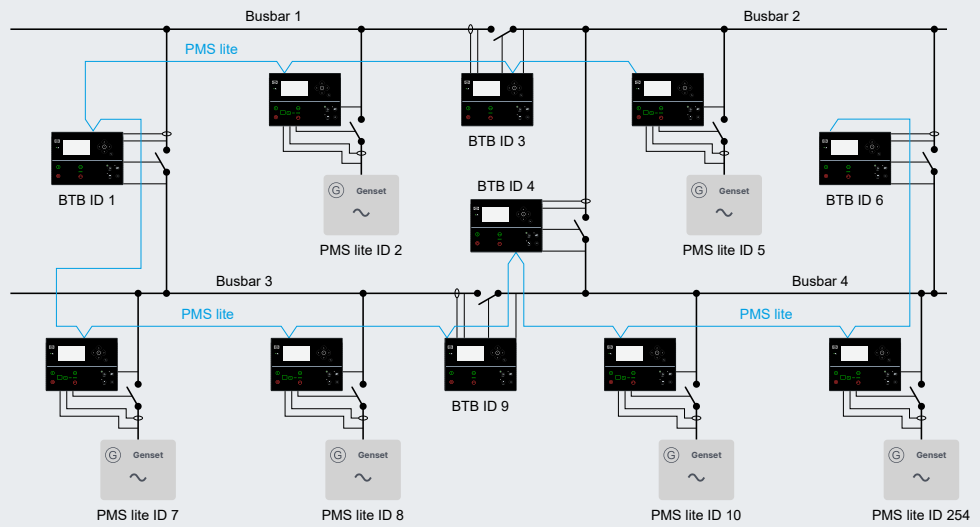 Busbar 1
Busbar 2
PMS lite
BTB ID 3
BTB ID 1
BTB ID 4
BTB ID 6
G Genset
G Genset
PMS lite ID 2
PMS lite ID 5
Busbar 3
Busbar 4
PMS lite
PMS lite
BTB ID 9
G Genset
G Genset
G Genset
G Genset
PMS lite ID 7
PMS lite ID 8
PMS lite ID 10
PMS lite ID 254